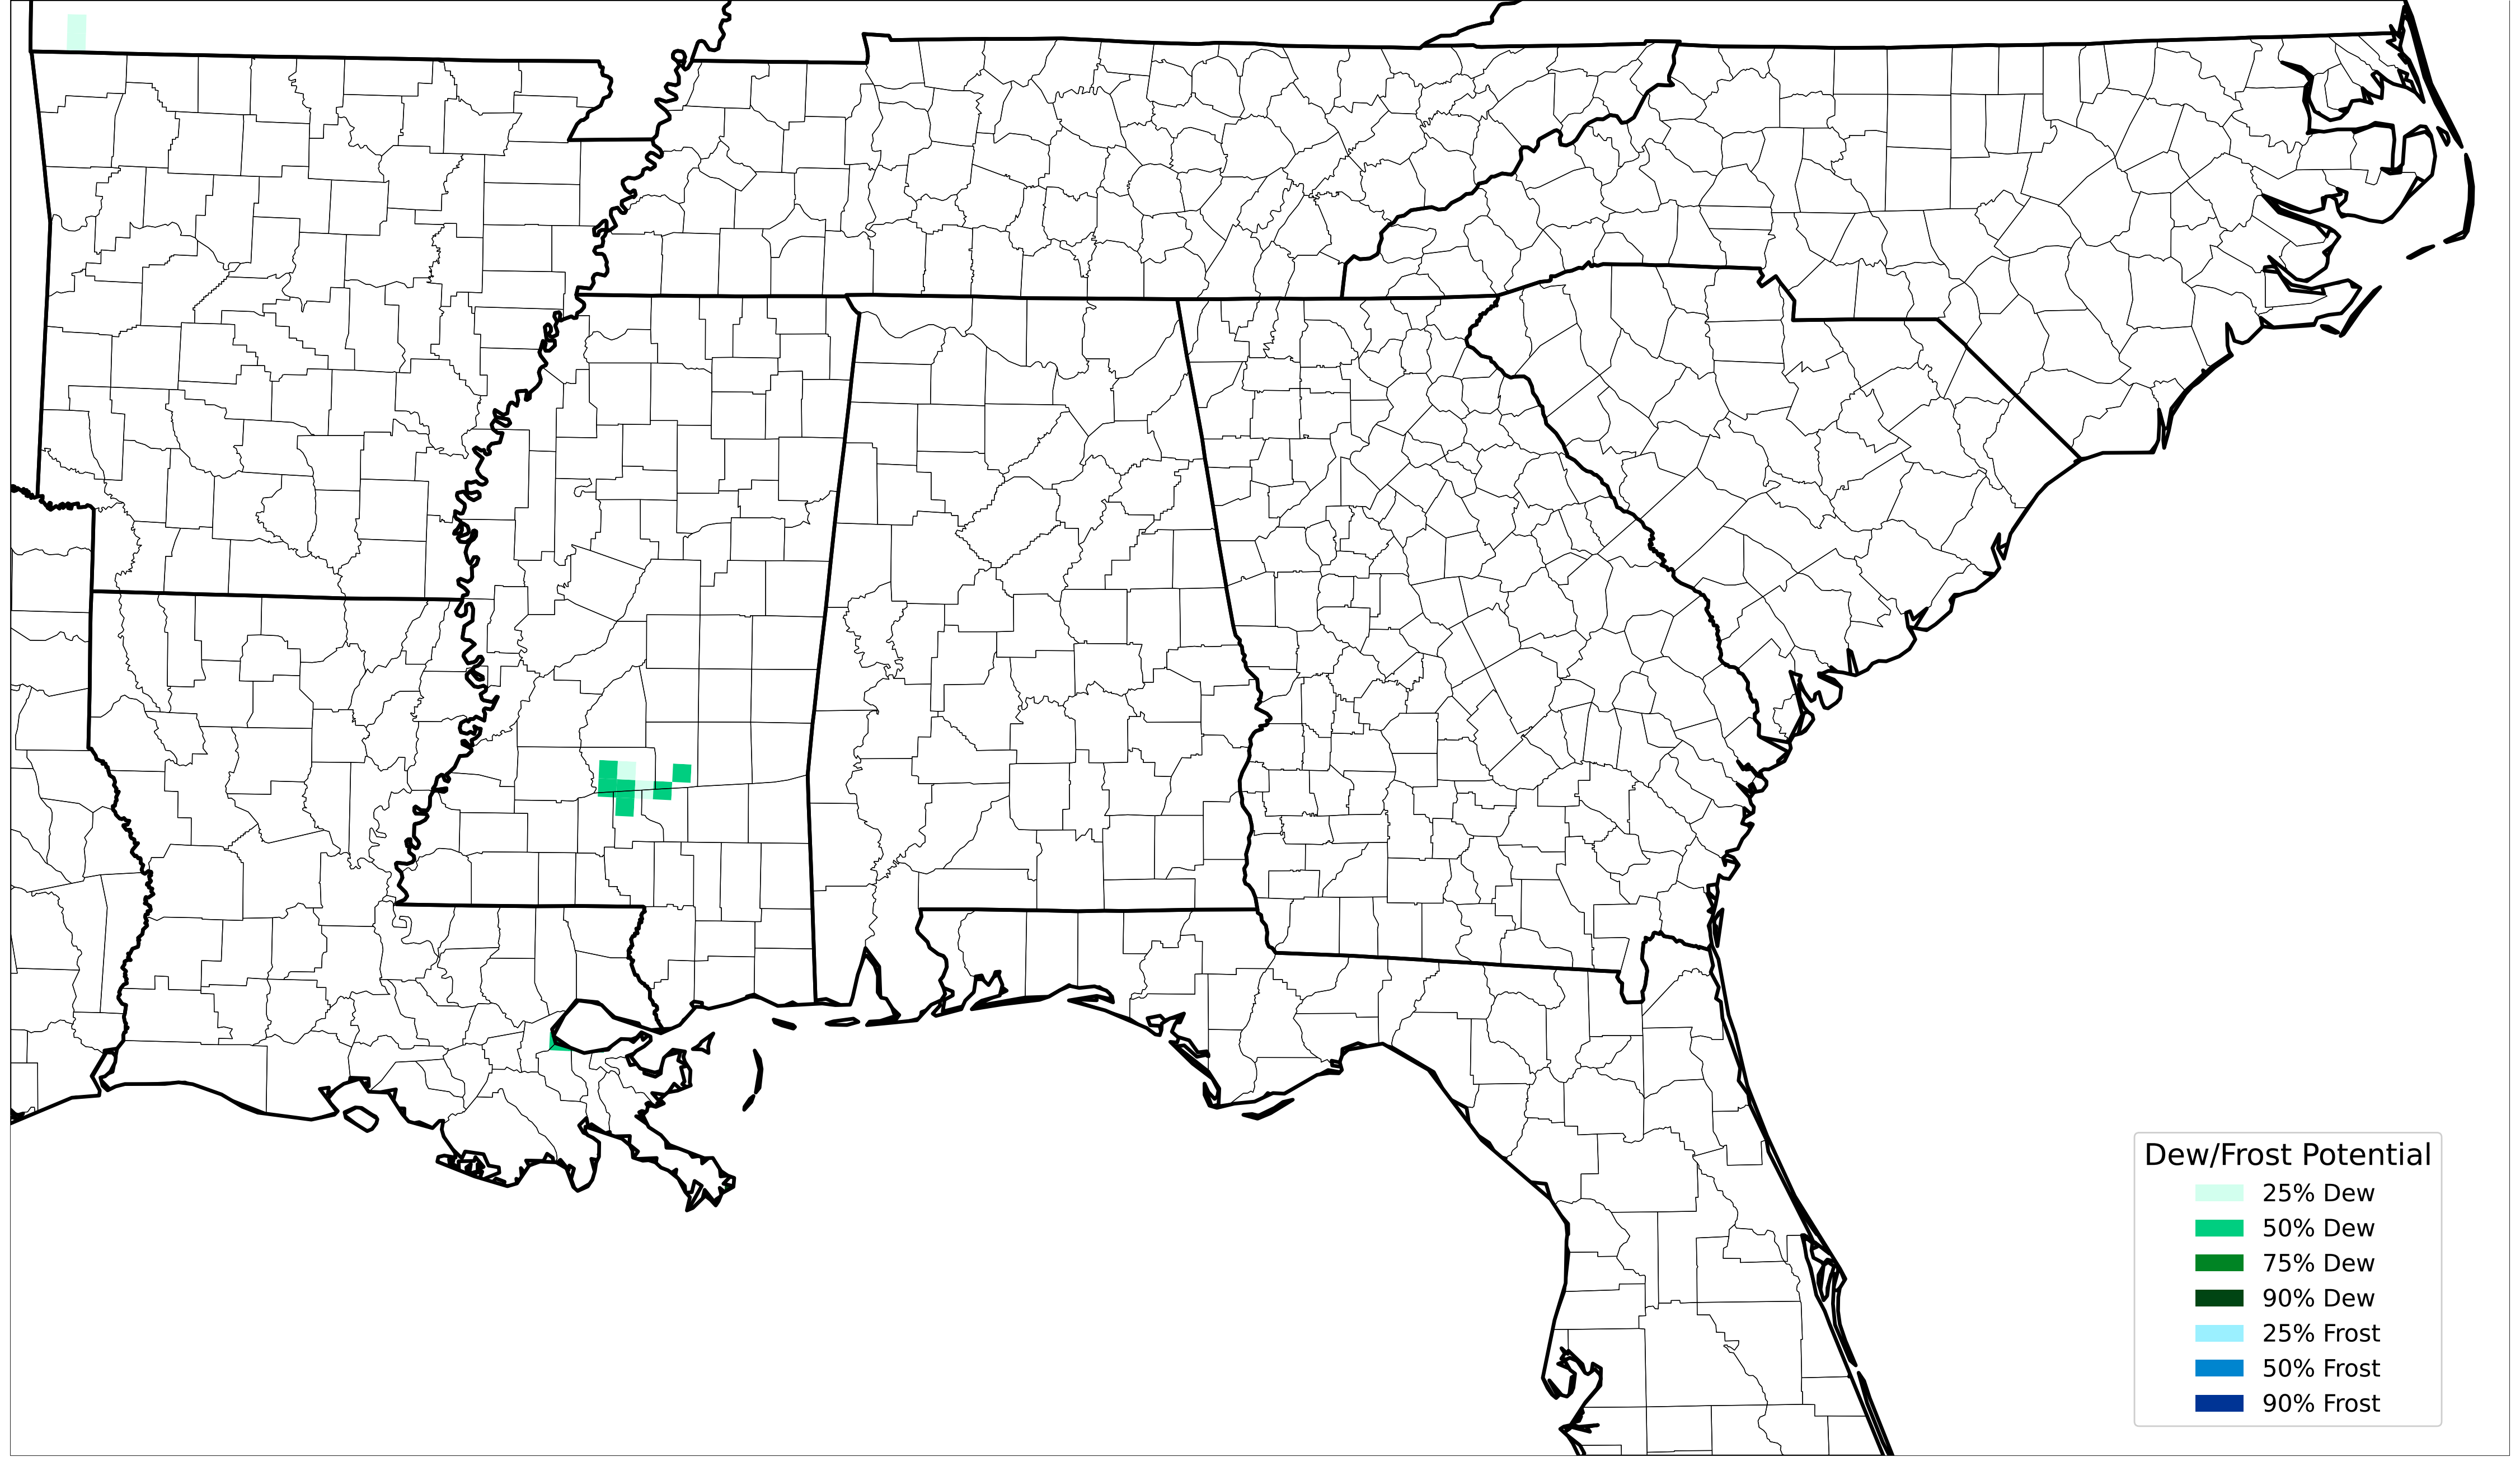 Dew/Frost Potential
25% Dew
50% Dew
75% Dew
90% Dew
25% Frost
50% Frost
90% Frost